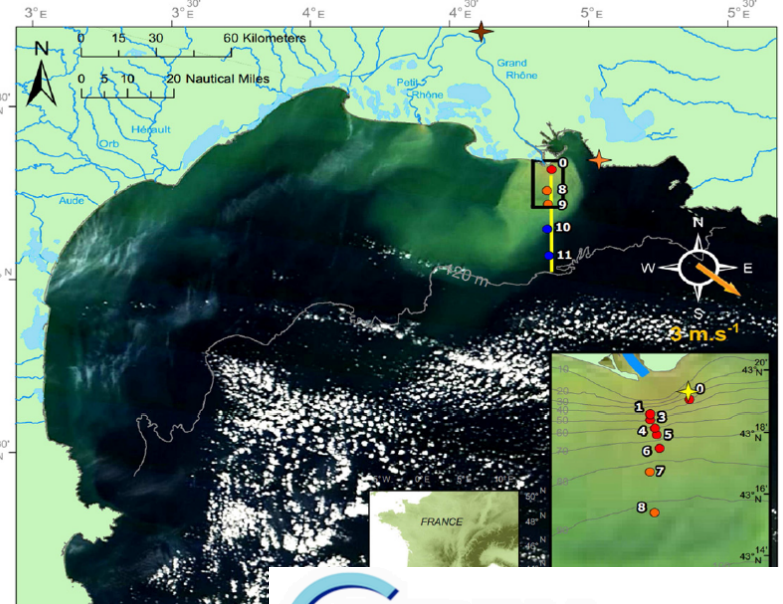 3° E
3°30' E
4° E
4°30' E
5° E
5°30' E
N
0 15 30 60 Kilometers
0 5 10 20 Nautical Miles
Grand
Rhône
Petit
Rhône
Hérault
Orb
Aude
0
8
9
10
11
120 m
N
W E
S
3 m.s⁻¹
20'
43° N
0
1
3
4 5
6
7
8
43°18' N
43°16' N
43°14'
FRANCE